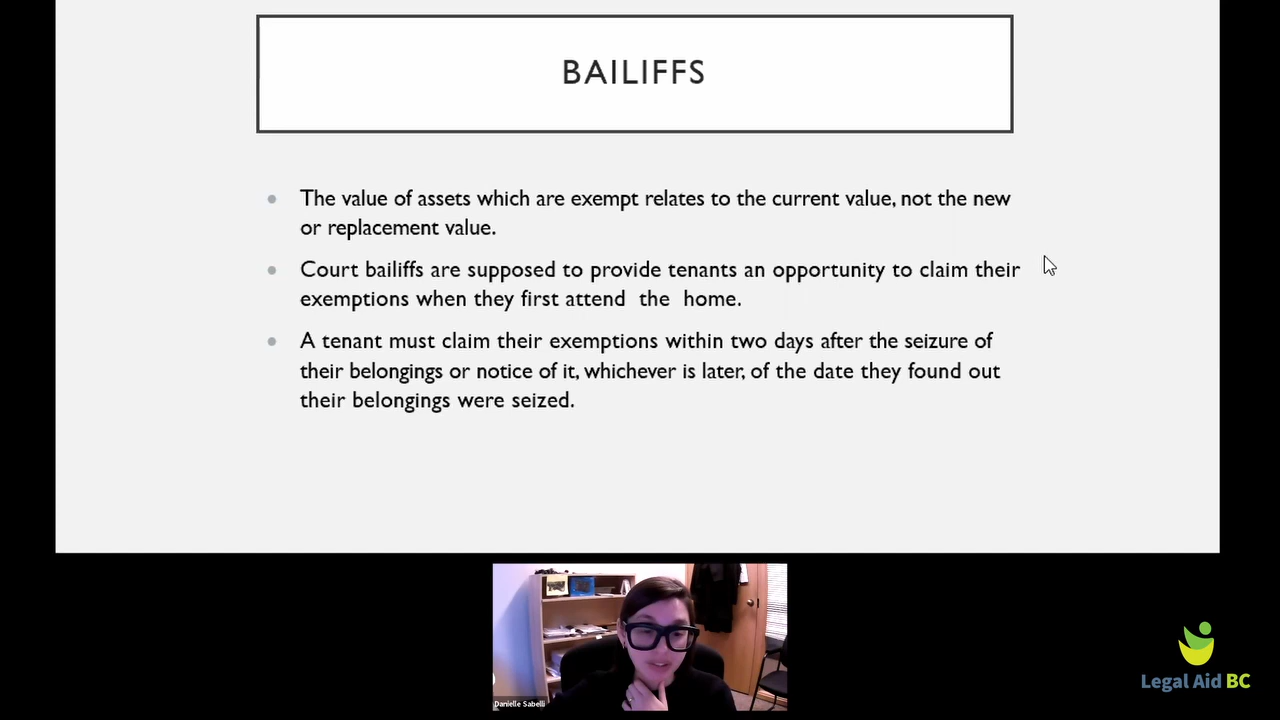 BAILIFFS
The value of assets which are exempt relates to the current value, not the new
or replacement value.
Court bailiffs are supposed to provide tenants an opportunity to claim their
exemptions when they first attend the home.
A tenant must claim their exemptions within two days after the seizure of
their belongings or notice of it, whichever is later, of the date they found out
their belongings were seized.
Danielle Sabelli
Legal Aid BC